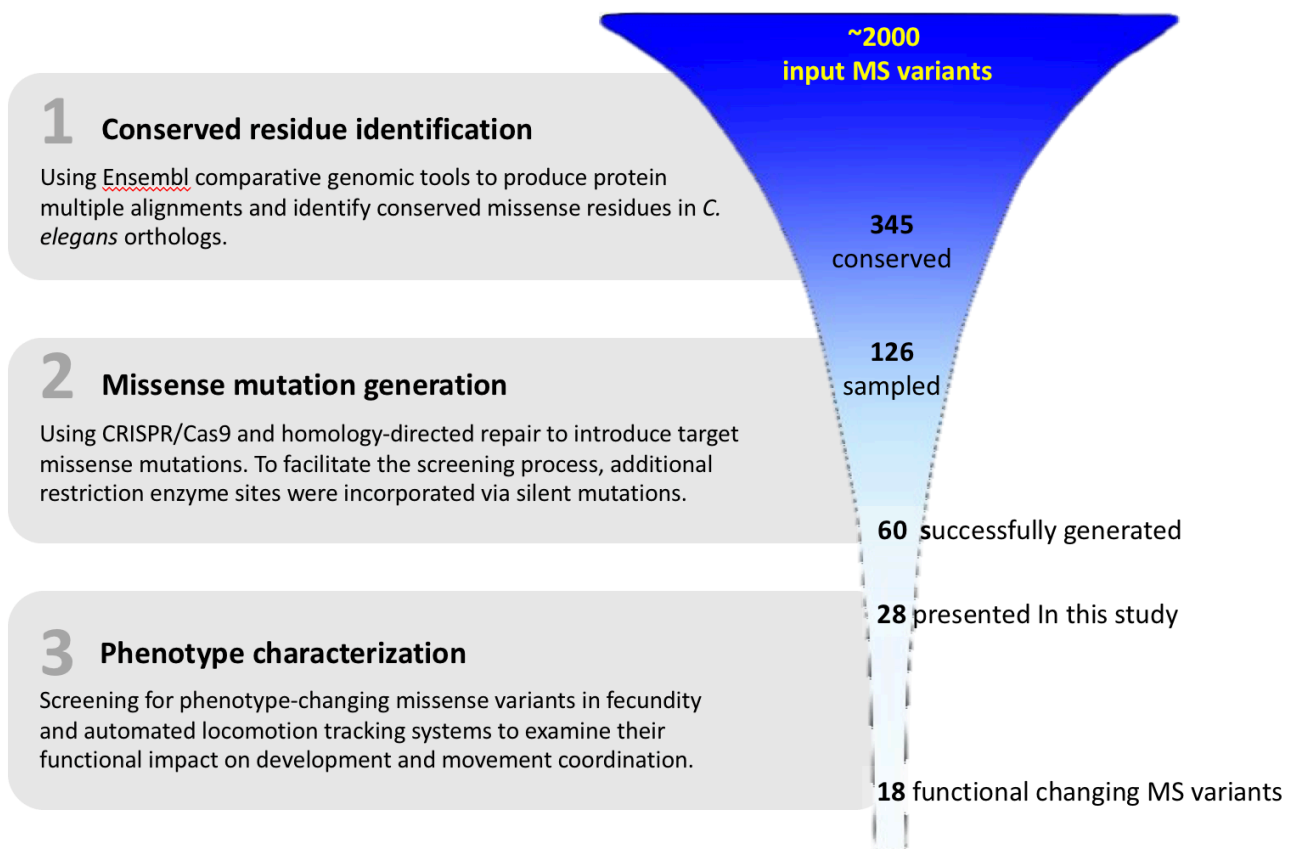 ~2000
input MS variants
1 Conserved residue identification
Using Ensembl comparative genomic tools to produce protein
multiple alignments and identify conserved missense residues in C.
elegans orthologs.
345
conserved
2 Missense mutation generation
Using CRISPR/Cas9 and homology-directed repair to introduce target
missense mutations. To facilitate the screening process, additional
restriction enzyme sites were incorporated via silent mutations.
126
sampled
60 successfully generated
28 presented In this study
3 Phenotype characterization
Screening for phenotype-changing missense variants in fecundity
and automated locomotion tracking systems to examine their
functional impact on development and movement coordination.
18 functional changing MS variants